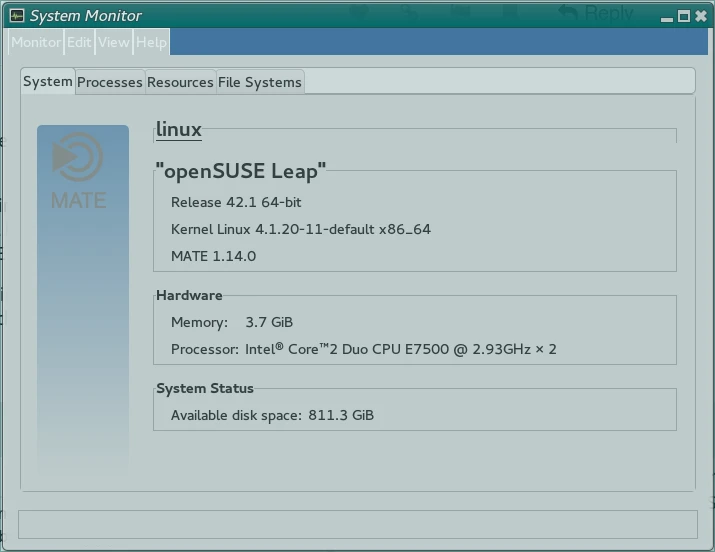 System Monitor
Reply
Monitor Edit View Help
System Processes Resources File Systems
linux
"openSUSE Leap"
MATE
Release 42.1 64-bit
Kernel Linux 4.1.20-11-default x86_64
MATE 1.14.0
Hardware
Memory: 3.7 GiB
Processor: Intel® Core™2 Duo CPU E7500 @ 2.93GHz × 2
System Status
Available disk space: 811.3 GiB